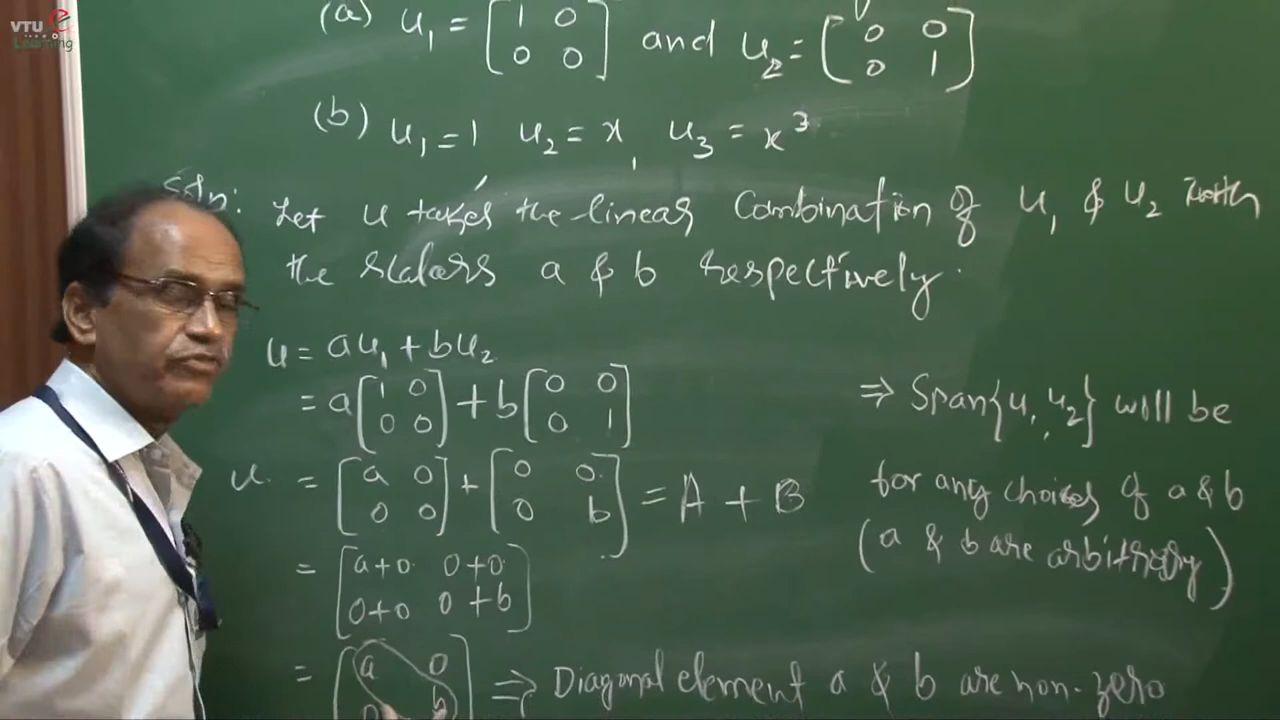 VTU e Learning
(a) u₁ = [1 0; 0 0] and u₂ = [0 0; 0 1]
(b) u₁ = 1 u₂ = x, u₃ = x³
Soln: Let u takes the linear Combination of u₁ & u₂ with
the scalars a & b respectively.
u = au₁ + bu₂
= a[1 0; 0 0] + b[0 0; 0 1]
u = [a 0; 0 0] + [0 0; 0 b] = A + B
= [a+0 0+0; 0+0 0+b]
= [a 0; 0 b] ⇒ Diagonal element a & b are non-zero
⇒ Span{u₁, u₂} will be
for any choices of a & b
(a & b are arbitrary)